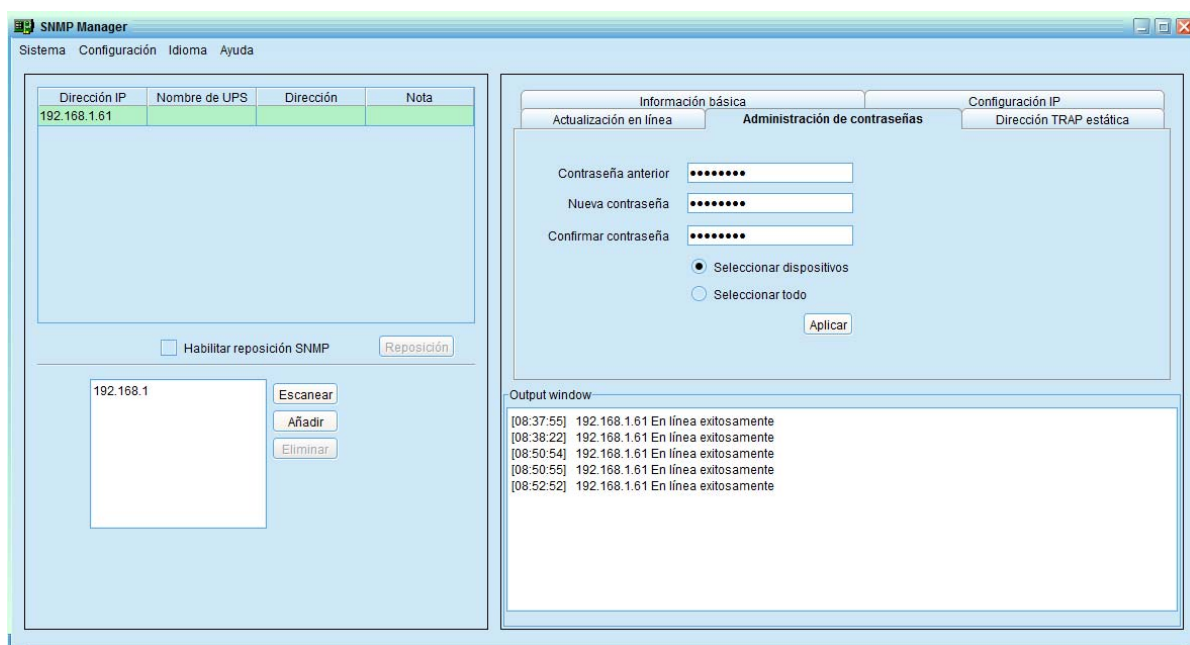 SNMP Manager
Sistema Configuración Idioma Ayuda
Dirección IP Nombre de UPS Dirección Nota
192.168.1.61
Habilitar reposición SNMP Reposición
192.168.1
Escanear
Añadir
Eliminar
Información básica Configuración IP
Actualización en línea Administración de contraseñas Dirección TRAP estática
Contraseña anterior ••••••••
Nueva contraseña ••••••••
Confirmar contraseña ••••••••
Seleccionar dispositivos
Seleccionar todo
Aplicar
Output window
[08:37:55] 192.168.1.61 En línea exitosamente
[08:38:22] 192.168.1.61 En línea exitosamente
[08:50:54] 192.168.1.61 En línea exitosamente
[08:50:55] 192.168.1.61 En línea exitosamente
[08:52:52] 192.168.1.61 En línea exitosamente